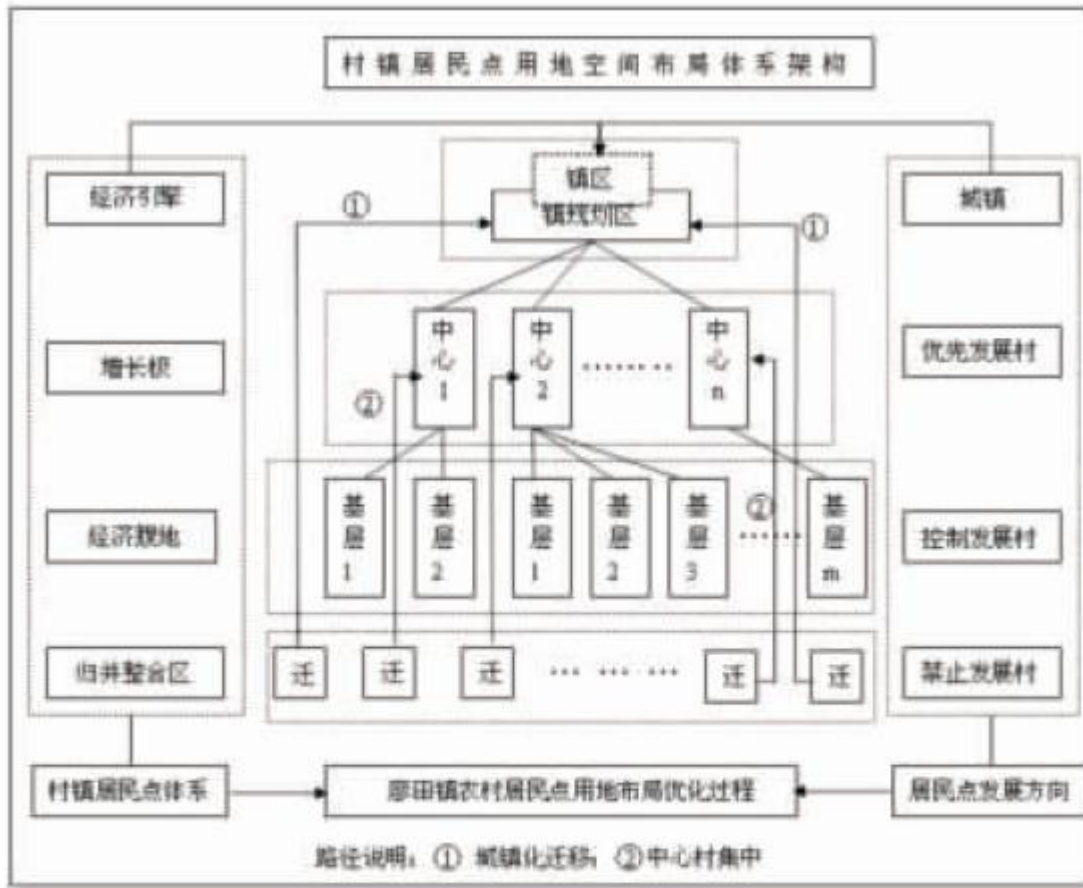 村镇居民点用地空间布局体系架构
经济引擎
镇区
镇规划区
城镇
①
①
增长极
中心1
中心2
………
中心n
优先发展村
②
经济腹地
基层1
基层2
基层1
基层2
基层3
②
……
基层m
控制发展村
归并整合区
迁
迁
迁
… … …
迁
迁
禁止发展村
村镇居民点体系
廖田镇农村居民点用地布局优化过程
居民点发展方向
路径说明：① 城镇化迁移；②中心村集中